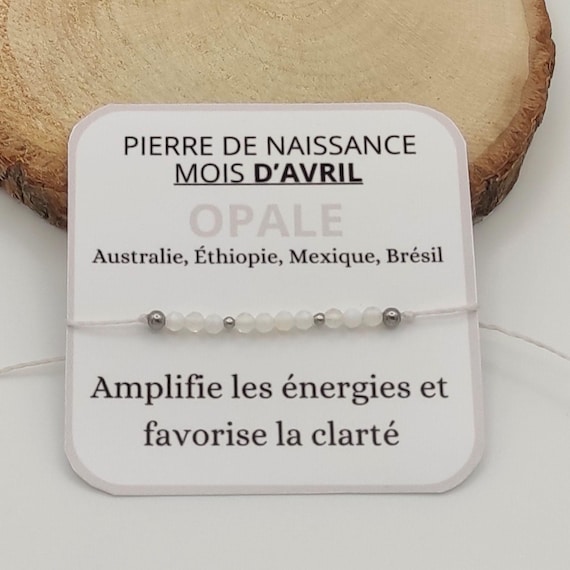 PIERRE DE NAISSANCE
MOIS D’AVRIL
OPALE
Australie, Éthiopie, Mexique, Brésil
Amplifie les énergies et
favorise la clarté